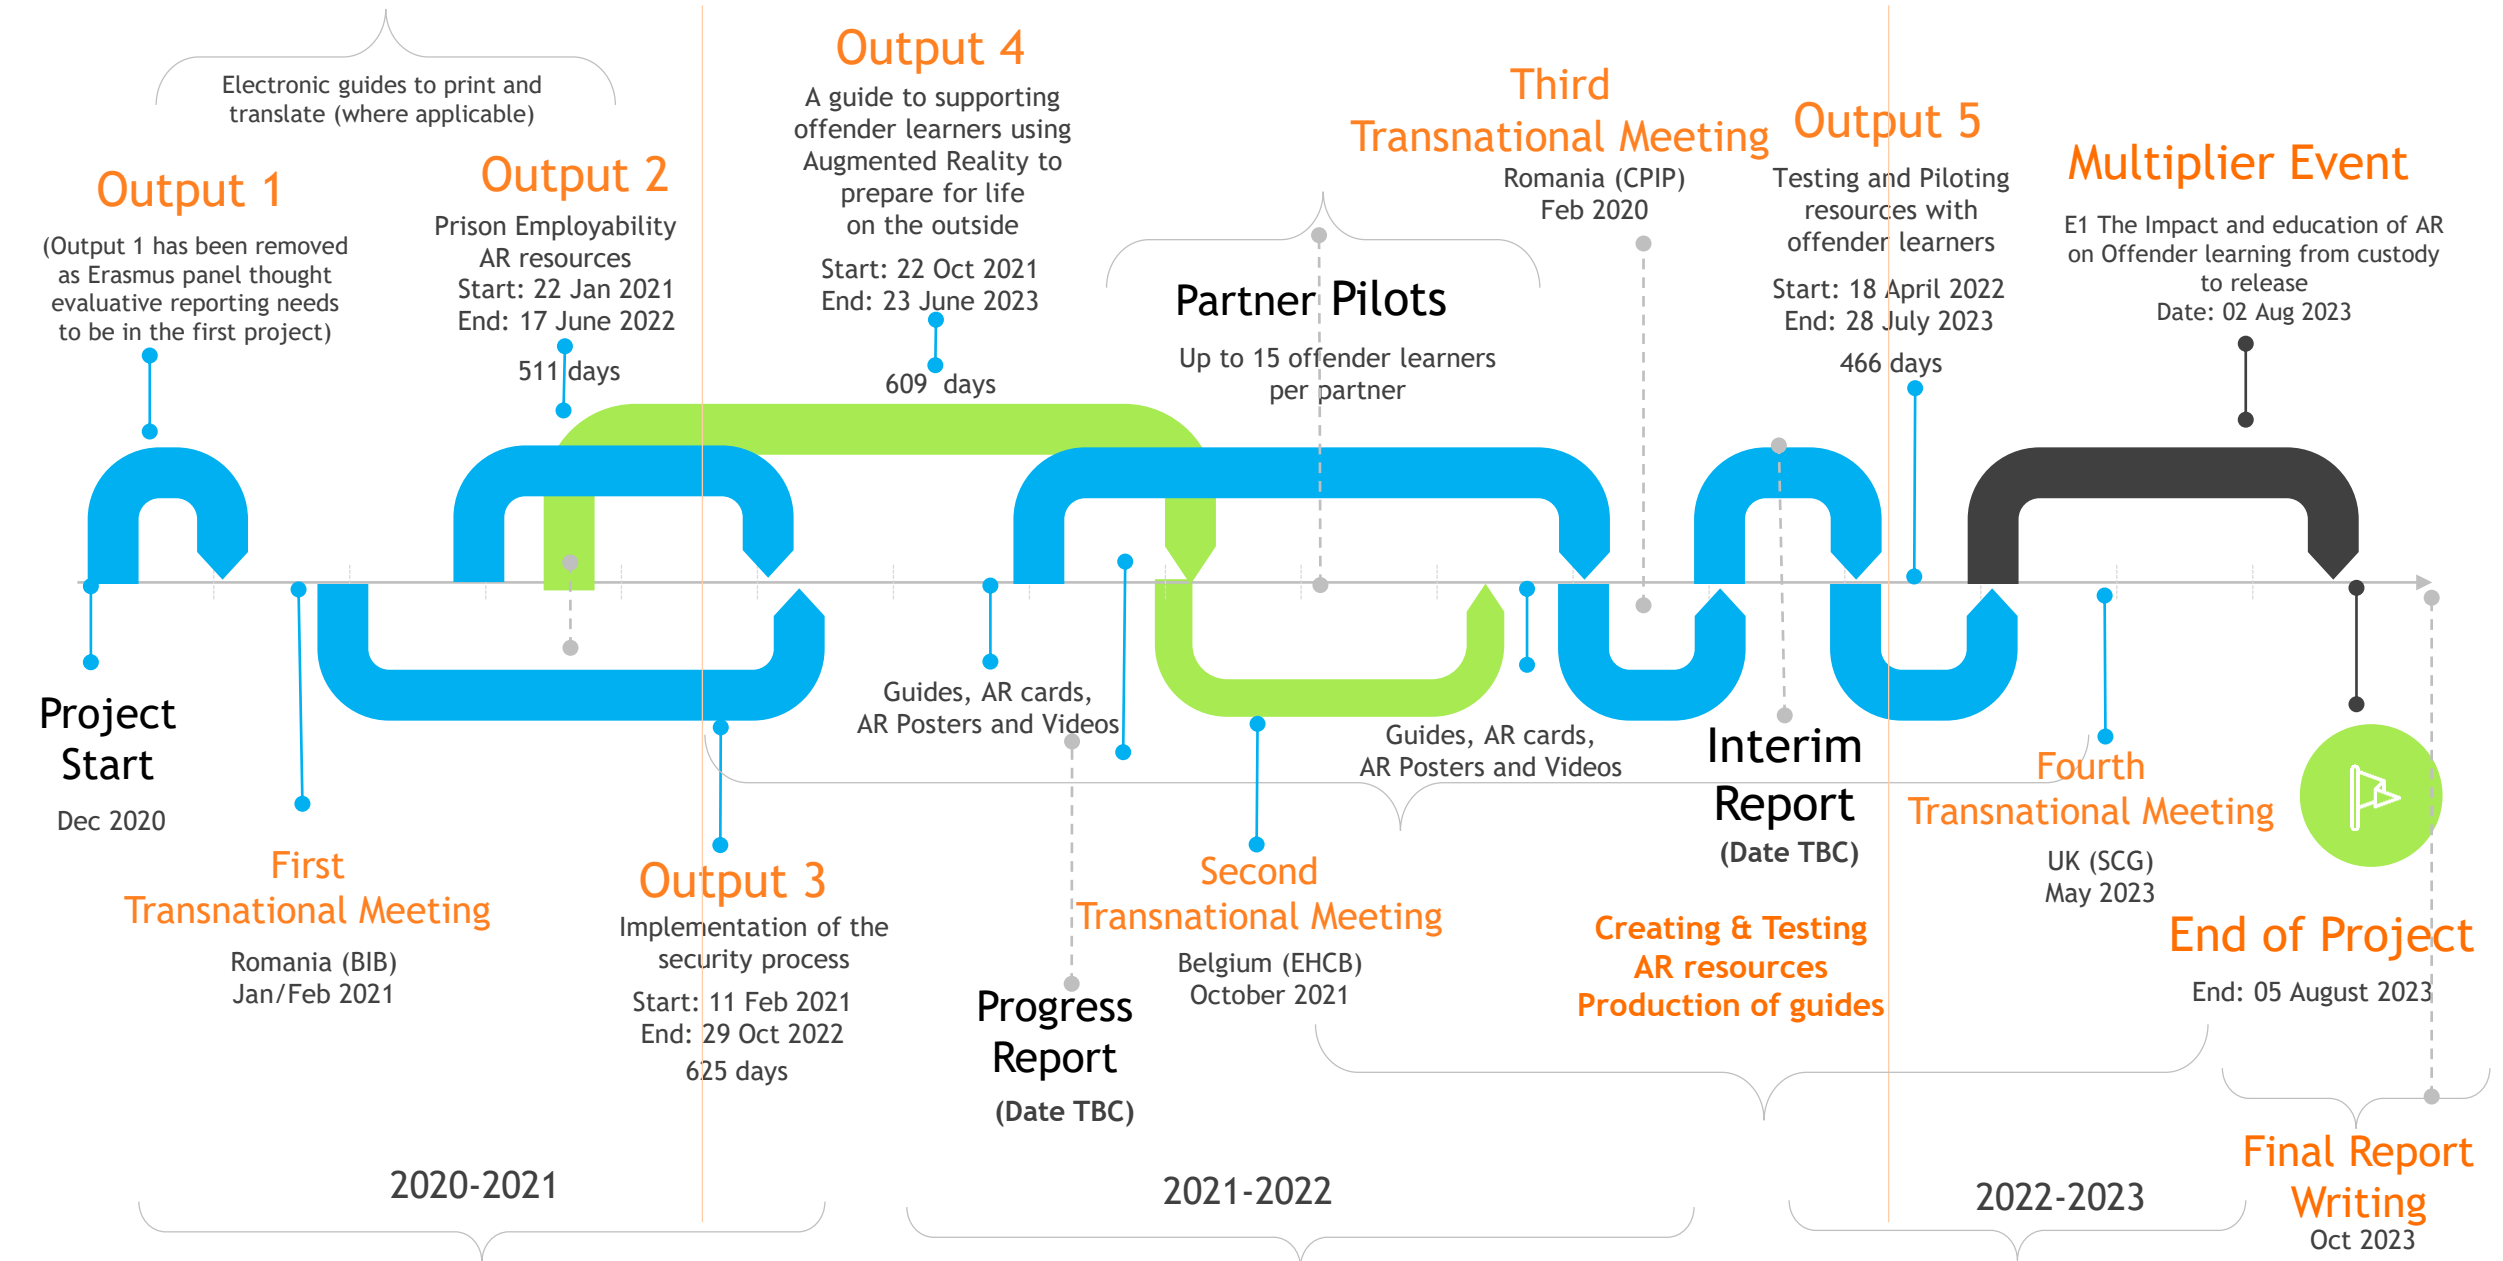 Electronic guides to print and
translate (where applicable)
Output 1
(Output 1 has been removed
as Erasmus panel thought
evaluative reporting needs
to be in the first project)
Output 2
Prison Employability
AR resources
Start: 22 Jan 2021
End: 17 June 2022
511 days
Output 4
A guide to supporting
offender learners using
Augmented Reality to
prepare for life
on the outside
Start: 22 Oct 2021
End: 23 June 2023
609 days
Partner Pilots
Up to 15 offender learners
per partner
Third
Transnational Meeting
Romania (CPIP)
Feb 2020
Output 5
Testing and Piloting
resources with
offender learners
Start: 18 April 2022
End: 28 July 2023
466 days
Multiplier Event
E1 The Impact and education of AR
on Offender learning from custody
to release
Date: 02 Aug 2023
Project
Start
Dec 2020
First
Transnational Meeting
Romania (BIB)
Jan/Feb 2021
Output 3
Implementation of the
security process
Start: 11 Feb 2021
End: 29 Oct 2022
625 days
Guides, AR cards,
AR Posters and Videos
Progress
Report
(Date TBC)
Second
Transnational Meeting
Belgium (EHCB)
October 2021
Guides, AR cards,
AR Posters and Videos
Interim
Report
(Date TBC)
Creating & Testing
AR resources
Production of guides
Fourth
Transnational Meeting
UK (SCG)
May 2023
End of Project
End: 05 August 2023
Final Report
Writing
Oct 2023
2020-2021
2021-2022
2022-2023